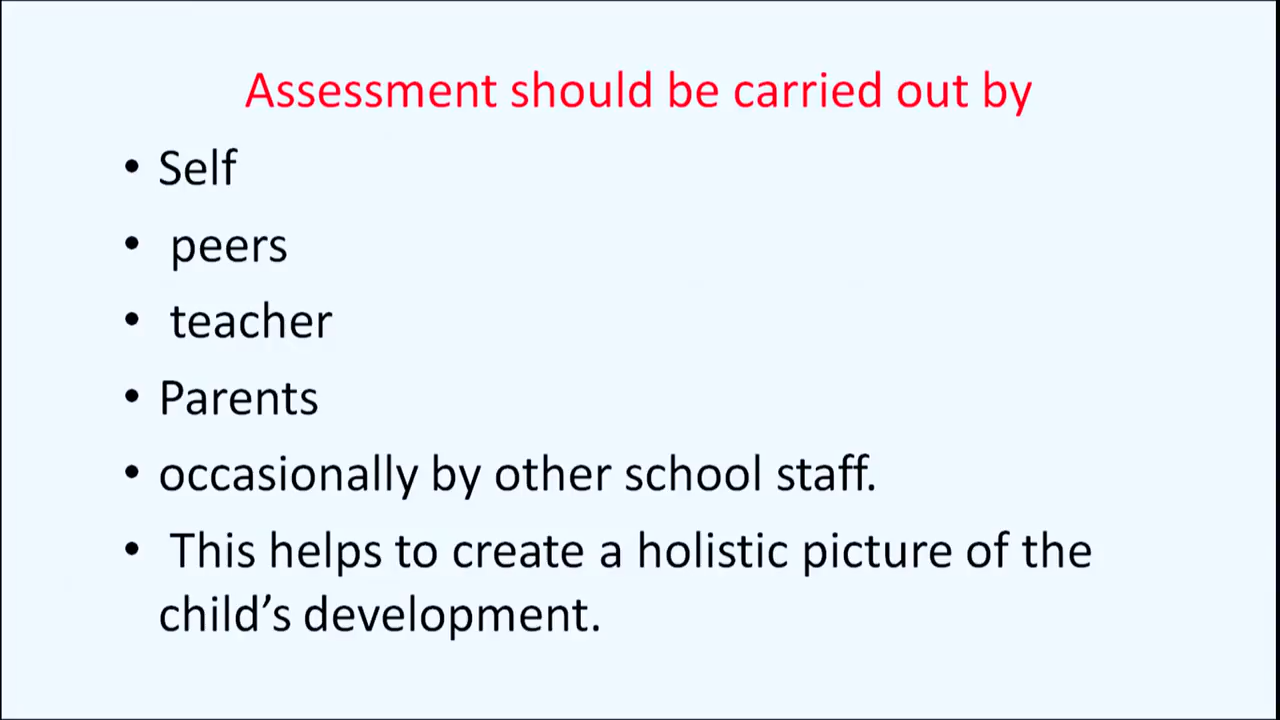 Assessment should be carried out by
• Self
• peers
• teacher
• Parents
• occasionally by other school staff.
• This helps to create a holistic picture of the
child’s development.